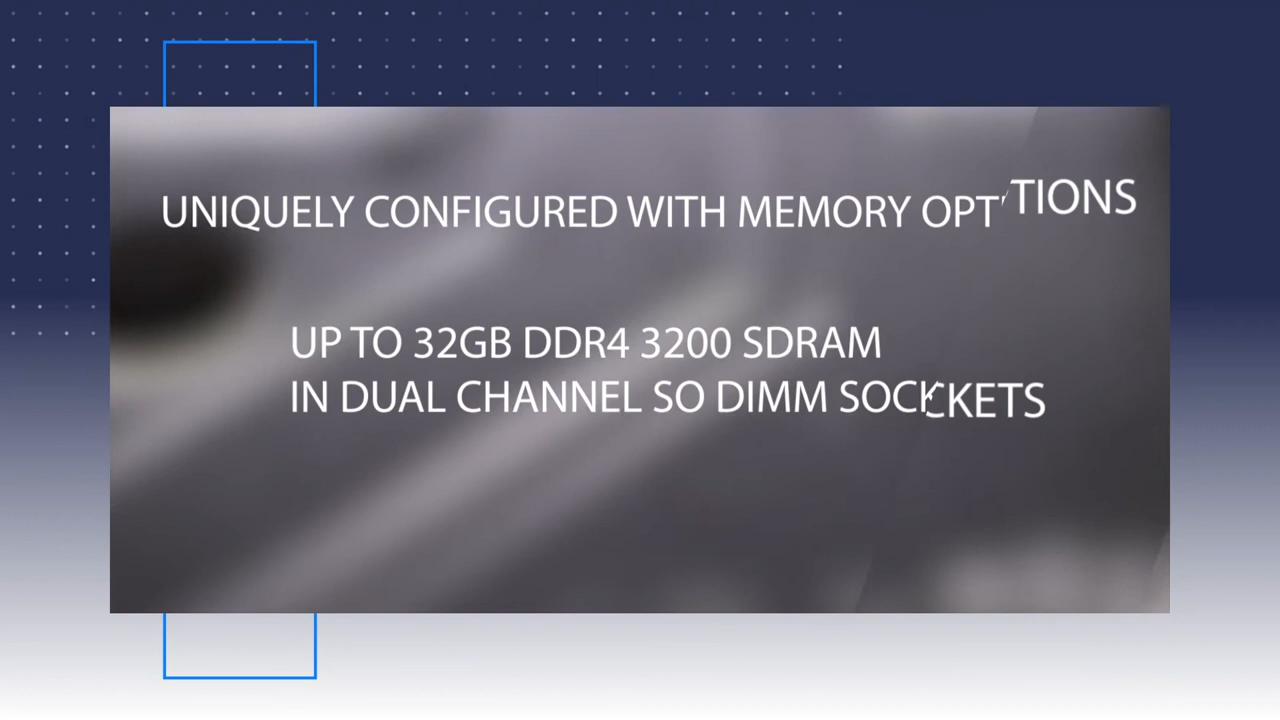 UNIQUELY CONFIGURED WITH MEMORY OPTIONS
UP TO 32GB DDR4 3200 SDRAM
IN DUAL CHANNEL SO DIMM SOCKETS